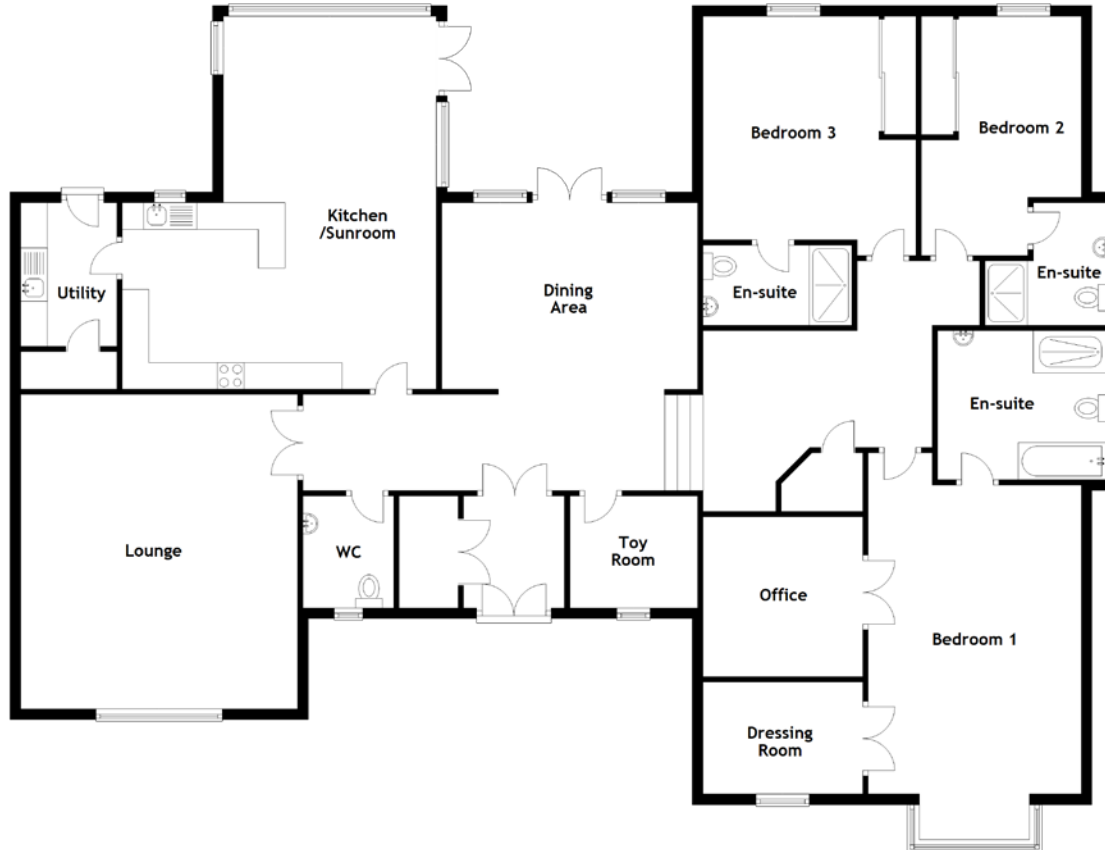 Bedroom 3
Bedroom 2
Kitchen
/Sunroom
En-suite
Utility
Dining
Area
En-suite
En-suite
Lounge
WC
Toy
Room
Office
Bedroom 1
Dressing
Room